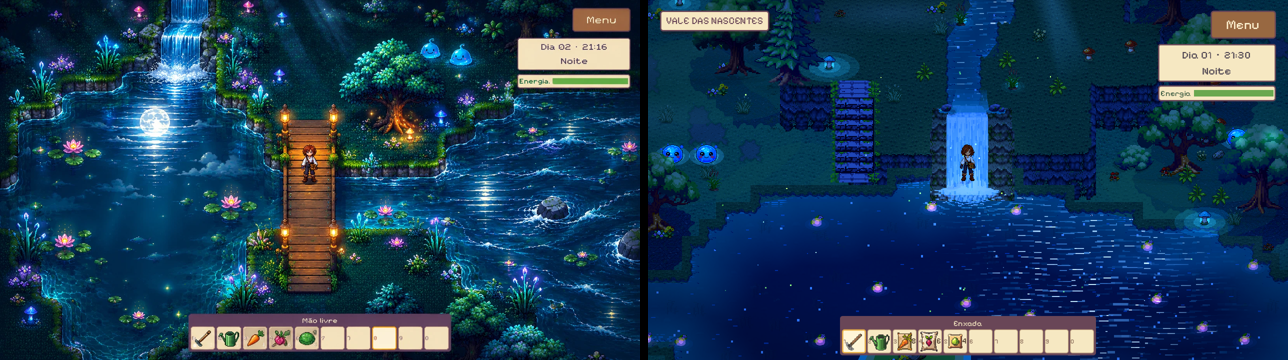 Menu
Dia 02 · 21:16
Noite
Energia
Mão livre
VALE DAS NASCENTES
Menu
Dia 01 · 21:30
Noite
Energia
Enxada